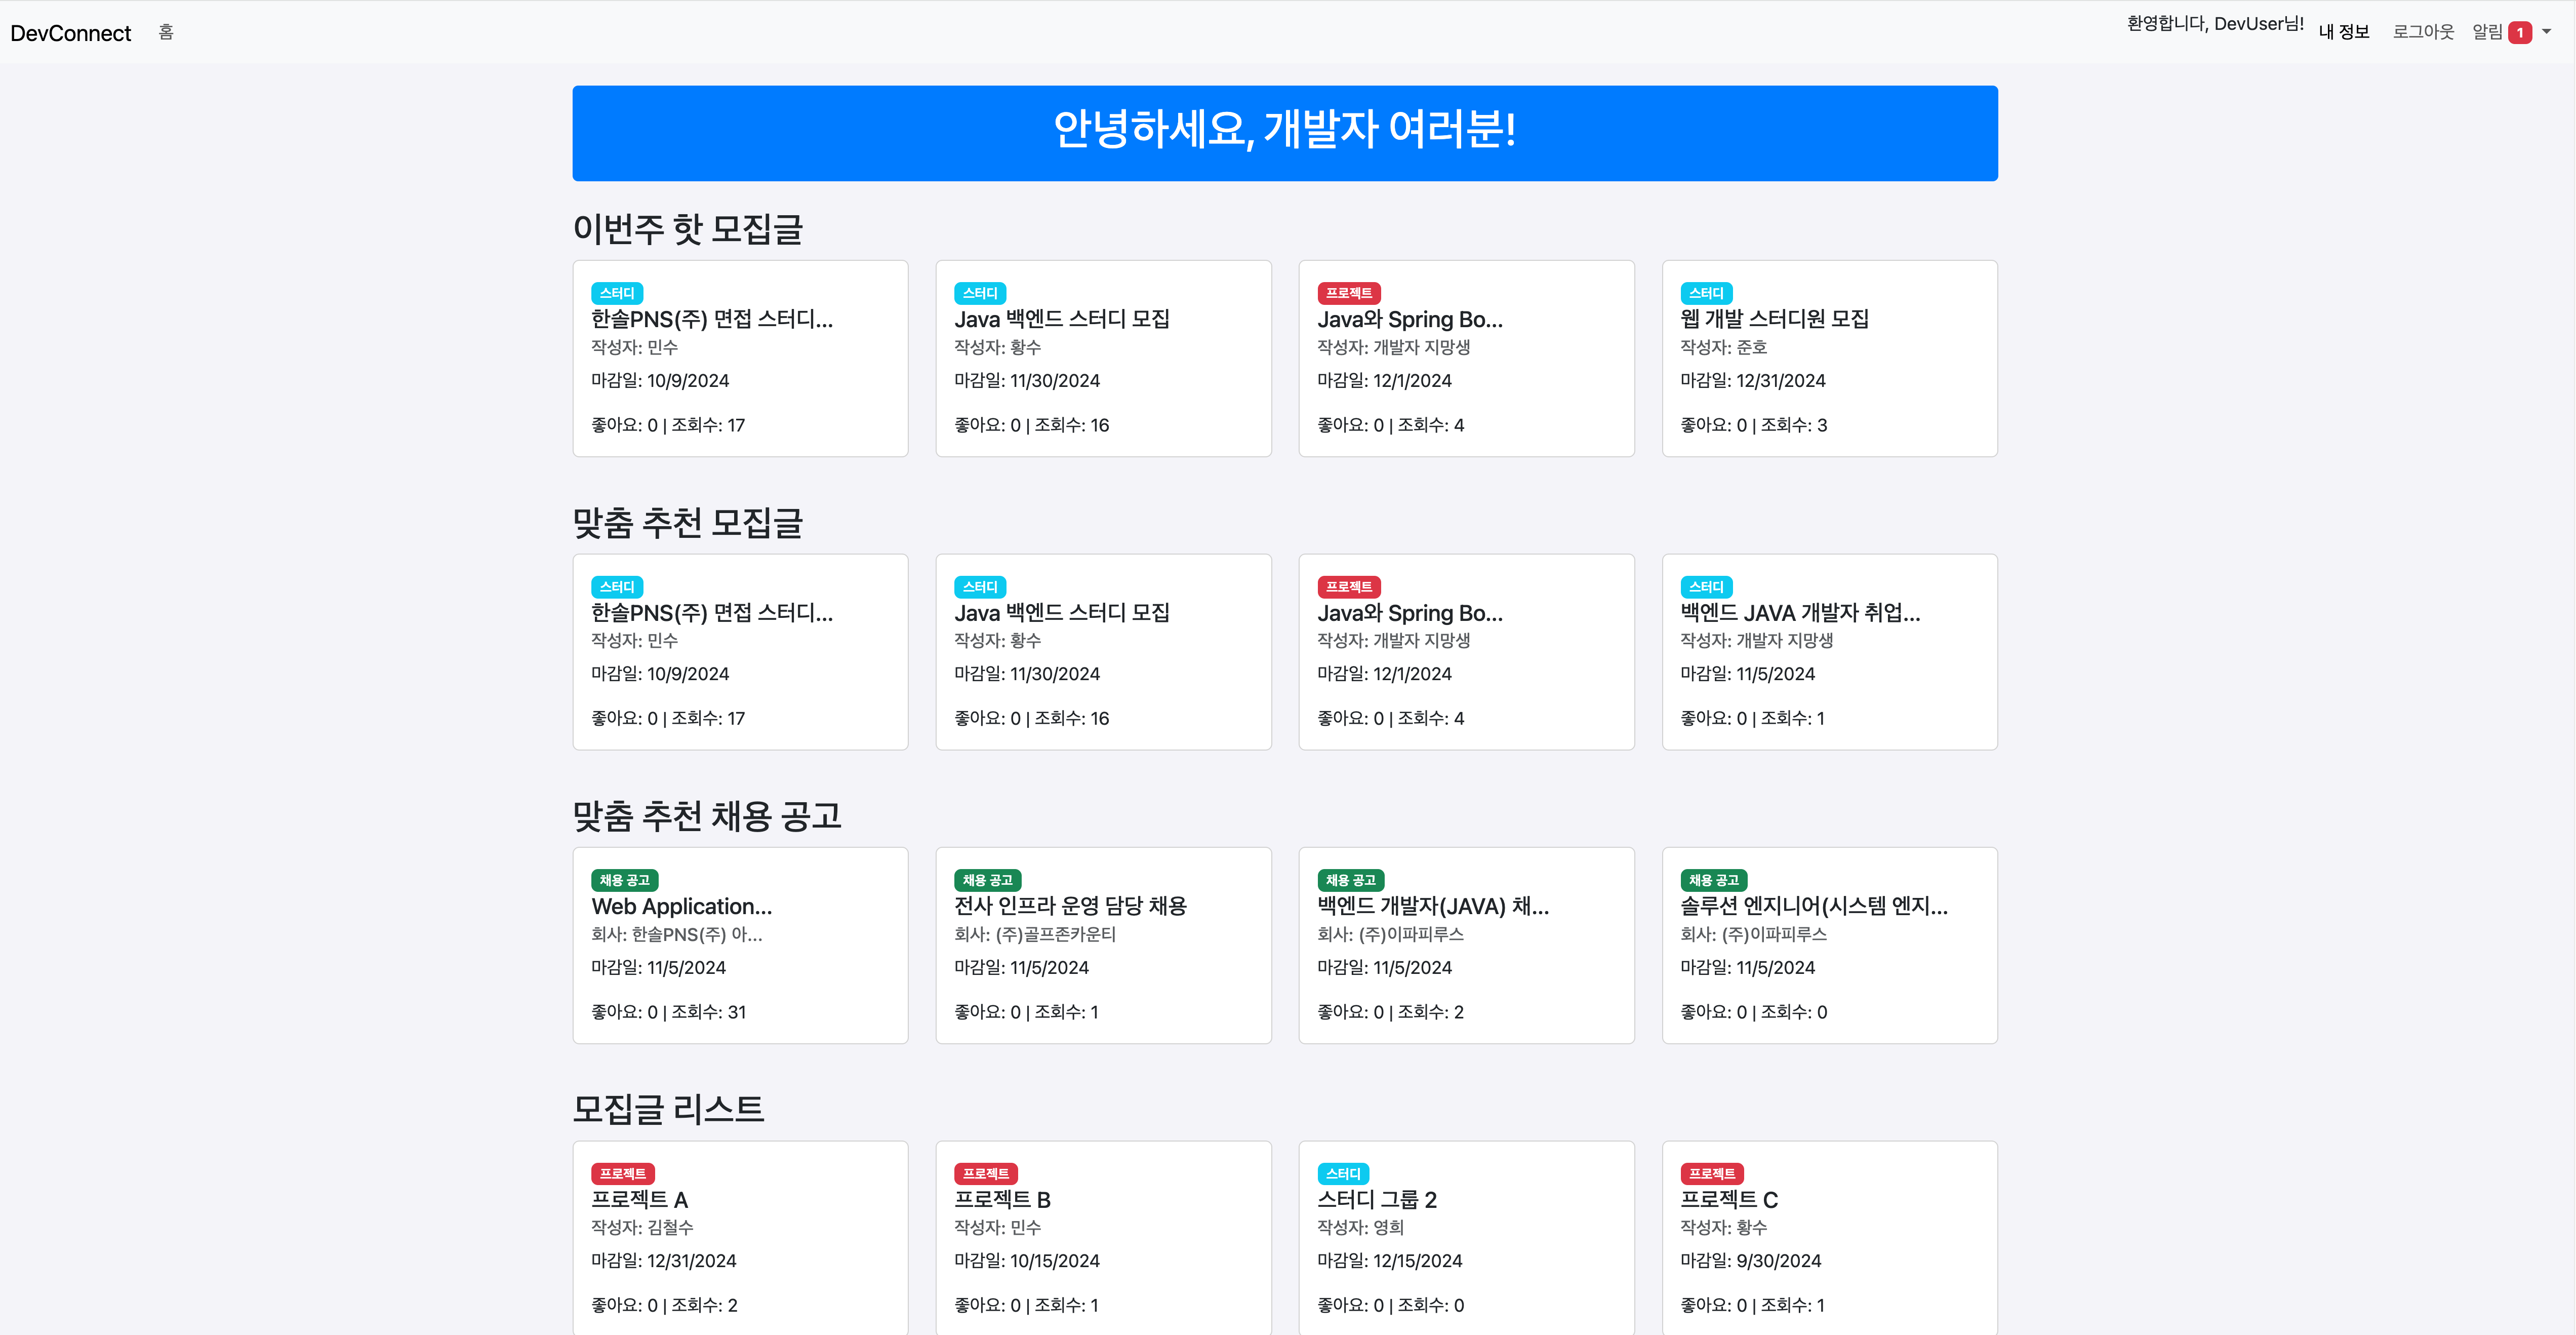 DevConnect 홈 환영합니다, DevUser님! 내 정보 로그아웃 알림 1
안녕하세요, 개발자 여러분!
이번주 핫 모집글
스터디
한솔PNS(주) 면접 스터디...
작성자: 민수
마감일: 10/9/2024
좋아요: 0 | 조회수: 17
스터디
Java 백엔드 스터디 모집
작성자: 황수
마감일: 11/30/2024
좋아요: 0 | 조회수: 16
프로젝트
Java와 Spring Bo...
작성자: 개발자 지망생
마감일: 12/1/2024
좋아요: 0 | 조회수: 4
스터디
웹 개발 스터디원 모집
작성자: 준호
마감일: 12/31/2024
좋아요: 0 | 조회수: 3
맞춤 추천 모집글
스터디
한솔PNS(주) 면접 스터디...
작성자: 민수
마감일: 10/9/2024
좋아요: 0 | 조회수: 17
스터디
Java 백엔드 스터디 모집
작성자: 황수
마감일: 11/30/2024
좋아요: 0 | 조회수: 16
프로젝트
Java와 Spring Bo...
작성자: 개발자 지망생
마감일: 12/1/2024
좋아요: 0 | 조회수: 4
스터디
백엔드 JAVA 개발자 취업...
작성자: 개발자 지망생
마감일: 11/5/2024
좋아요: 0 | 조회수: 1
맞춤 추천 채용 공고
채용 공고
Web Application...
회사: 한솔PNS(주) 아...
마감일: 11/5/2024
좋아요: 0 | 조회수: 31
채용 공고
전사 인프라 운영 담당 채용
회사: (주)골프존카운티
마감일: 11/5/2024
좋아요: 0 | 조회수: 1
채용 공고
백엔드 개발자(JAVA) 채...
회사: (주)이파피루스
마감일: 11/5/2024
좋아요: 0 | 조회수: 2
채용 공고
솔루션 엔지니어(시스템 엔지...
회사: (주)이파피루스
마감일: 11/5/2024
좋아요: 0 | 조회수: 0
모집글 리스트
프로젝트
프로젝트 A
작성자: 김철수
마감일: 12/31/2024
좋아요: 0 | 조회수: 2
프로젝트
프로젝트 B
작성자: 민수
마감일: 10/15/2024
좋아요: 0 | 조회수: 1
스터디
스터디 그룹 2
작성자: 영희
마감일: 12/15/2024
좋아요: 0 | 조회수: 0
프로젝트
프로젝트 C
작성자: 황수
마감일: 9/30/2024
좋아요: 0 | 조회수: 1